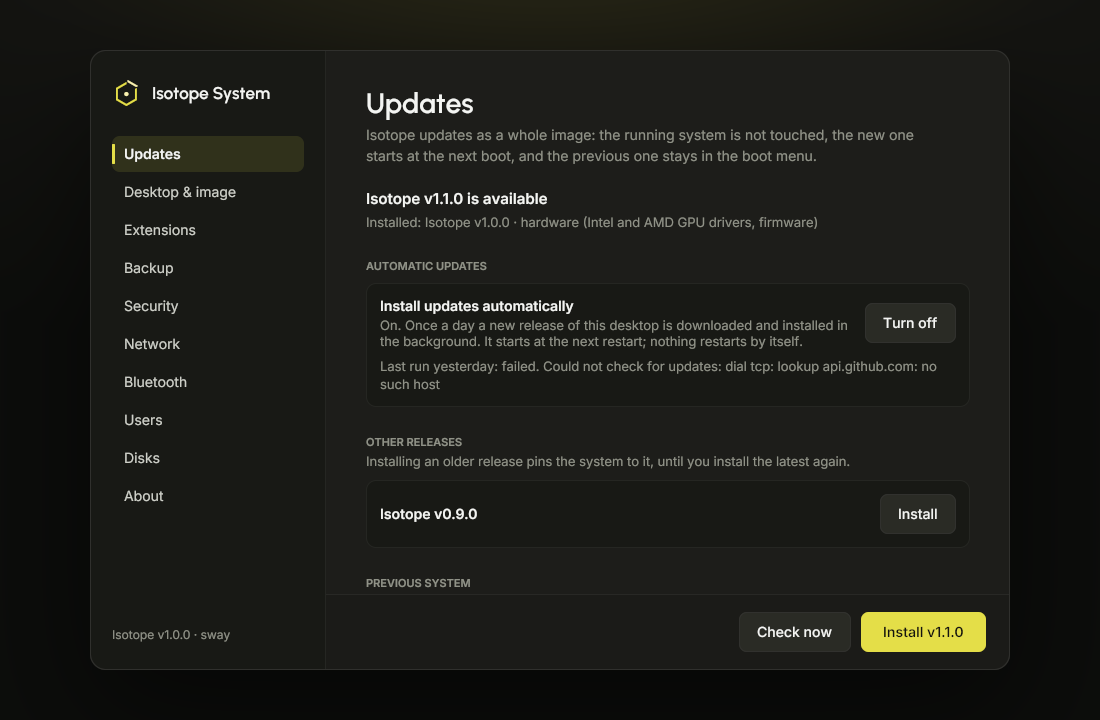 Isotope System
Updates
Desktop & image
Extensions
Backup
Security
Network
Bluetooth
Users
Disks
About
Isotope v1.0.0 · sway
Updates
Isotope updates as a whole image: the running system is not touched, the new one
starts at the next boot, and the previous one stays in the boot menu.
Isotope v1.1.0 is available
Installed: Isotope v1.0.0 · hardware (Intel and AMD GPU drivers, firmware)
AUTOMATIC UPDATES
Install updates automatically
On. Once a day a new release of this desktop is downloaded and installed in
the background. It starts at the next restart; nothing restarts by itself.
Turn off
Last run yesterday: failed. Could not check for updates: dial tcp: lookup api.github.com: no
such host
OTHER RELEASES
Installing an older release pins the system to it, until you install the latest again.
Isotope v0.9.0
Install
PREVIOUS SYSTEM
Check now
Install v1.1.0